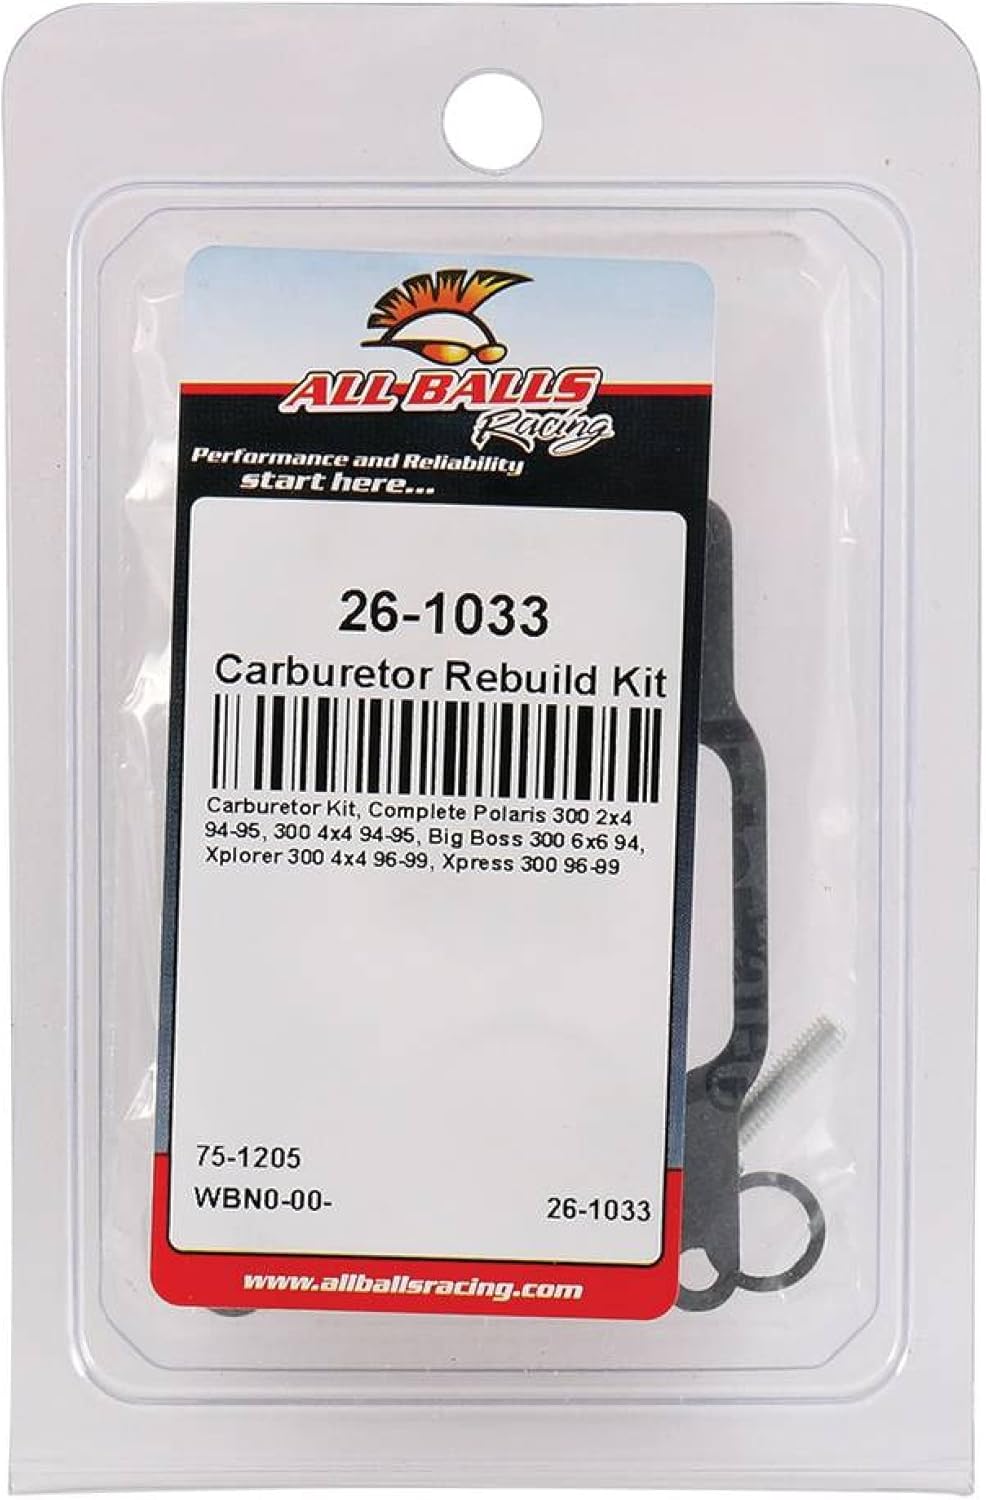 ALL BALLS
Racing
Performance and Reliability
start here...
26-1033
Carburetor Rebuild Kit
Carburetor Kit, Complete Polaris 300 2x4
94-95, 300 4x4 94-95, Big Boss 300 6x6 94,
Xplorer 300 4x4 96-99, Xpress 300 96-99
75-1205
WBN0-00-
26-1033
www.allballsracing.com